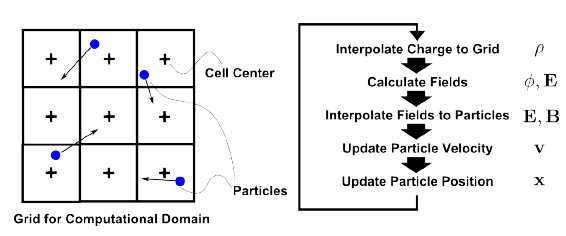 Cell Center
Particles
Grid for Computational Domain
Interpolate Charge to Grid ρ
Calculate Fields ϕ, E
Interpolate Fields to Particles E, B
Update Particle Velocity v
Update Particle Position x